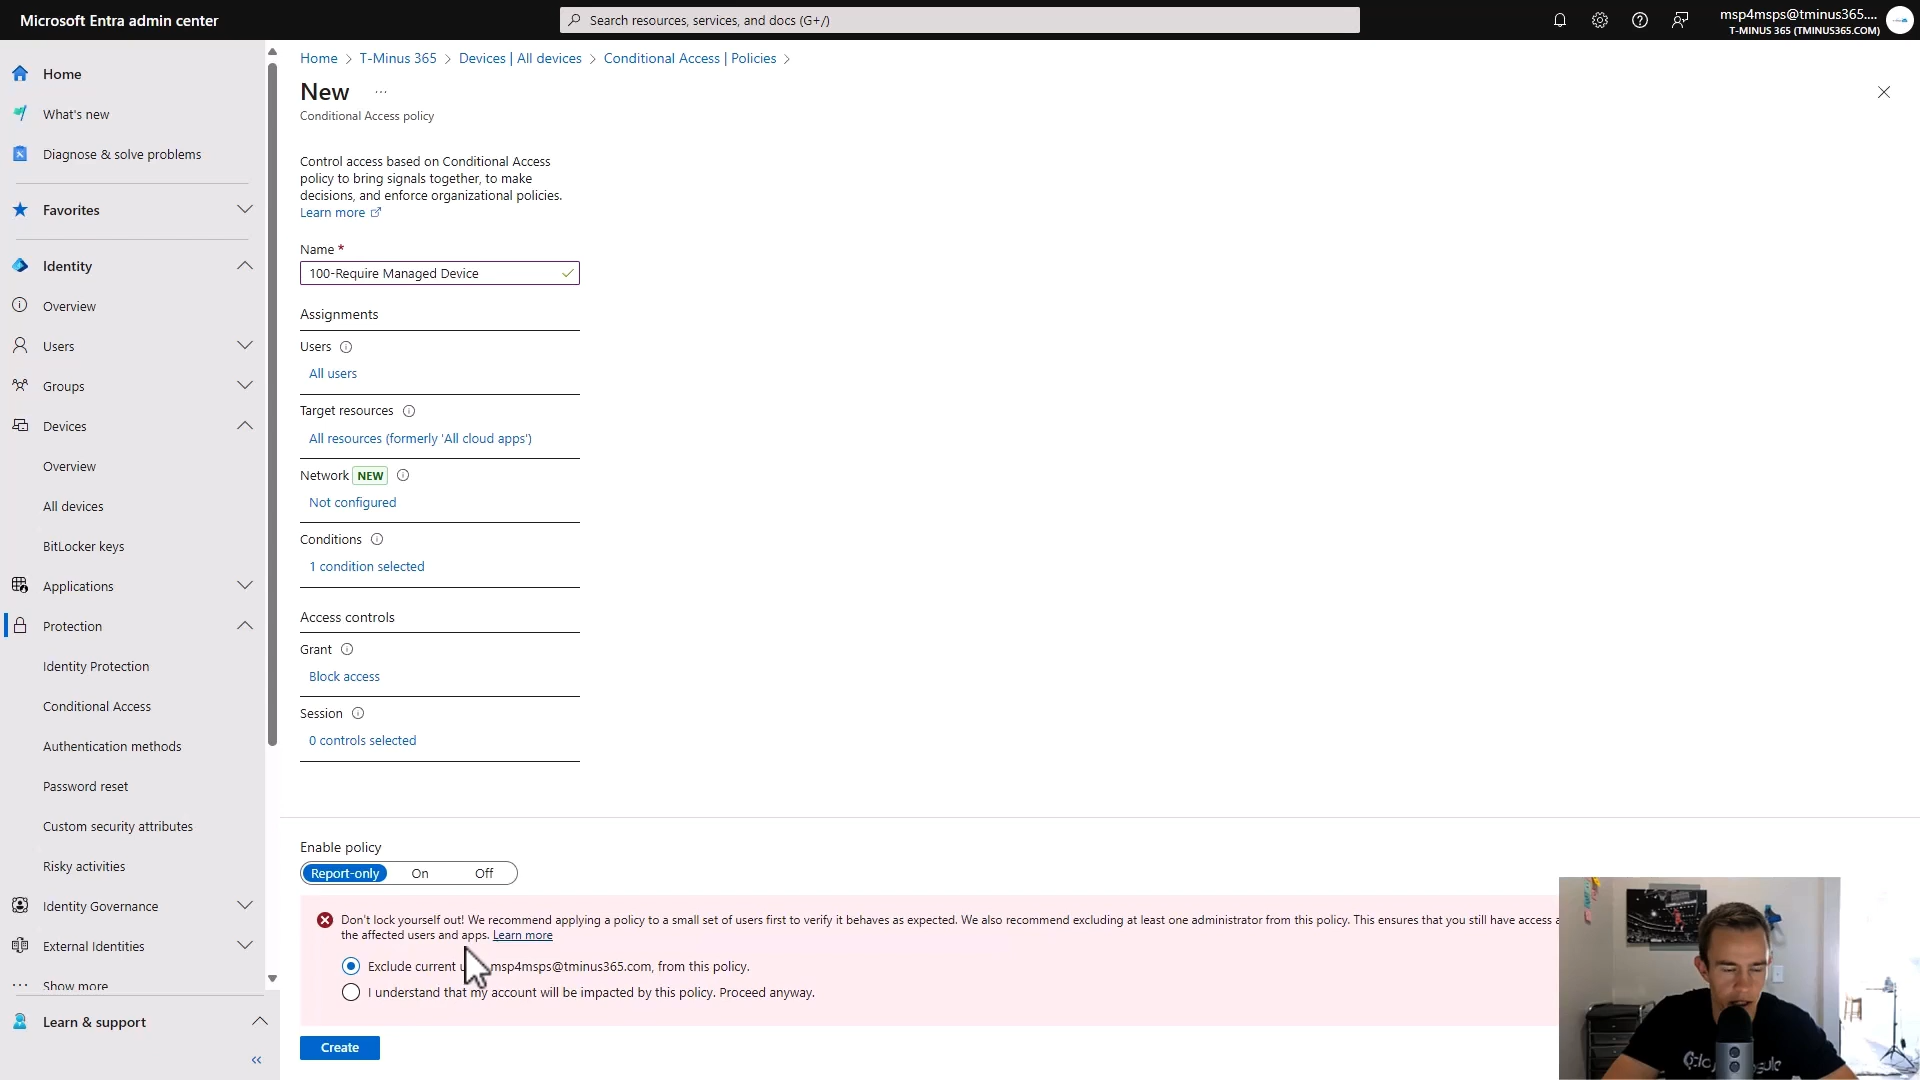 Microsoft Entra admin center
Search resources, services, and docs (G+/)
msp4msps@tminus365....
T-MINUS 365 (TMINUS365.COM)
Home
What's new
Diagnose & solve problems
Favorites
Identity
Overview
Users
Groups
Devices
Overview
All devices
BitLocker keys
Applications
Protection
Identity Protection
Conditional Access
Authentication methods
Password reset
Custom security attributes
Risky activities
Identity Governance
External Identities
Show more
Learn & support
Home > T-Minus 365 > Devices | All devices > Conditional Access | Policies >
New ...
Conditional Access policy
Control access based on Conditional Access
policy to bring signals together, to make
decisions, and enforce organizational policies.
Learn more
Name *
100-Require Managed Device
Assignments
Users
All users
Target resources
All resources (formerly 'All cloud apps')
Network NEW
Not configured
Conditions
1 condition selected
Access controls
Grant
Block access
Session
0 controls selected
Enable policy
Report-only On Off
Don't lock yourself out! We recommend applying a policy to a small set of users first to verify it behaves as expected. We also recommend excluding at least one administrator from this policy. This ensures that you still have access
the affected users and apps. Learn more
Exclude current msp4msps@tminus365.com, from this policy.
I understand that my account will be impacted by this policy. Proceed anyway.
Create